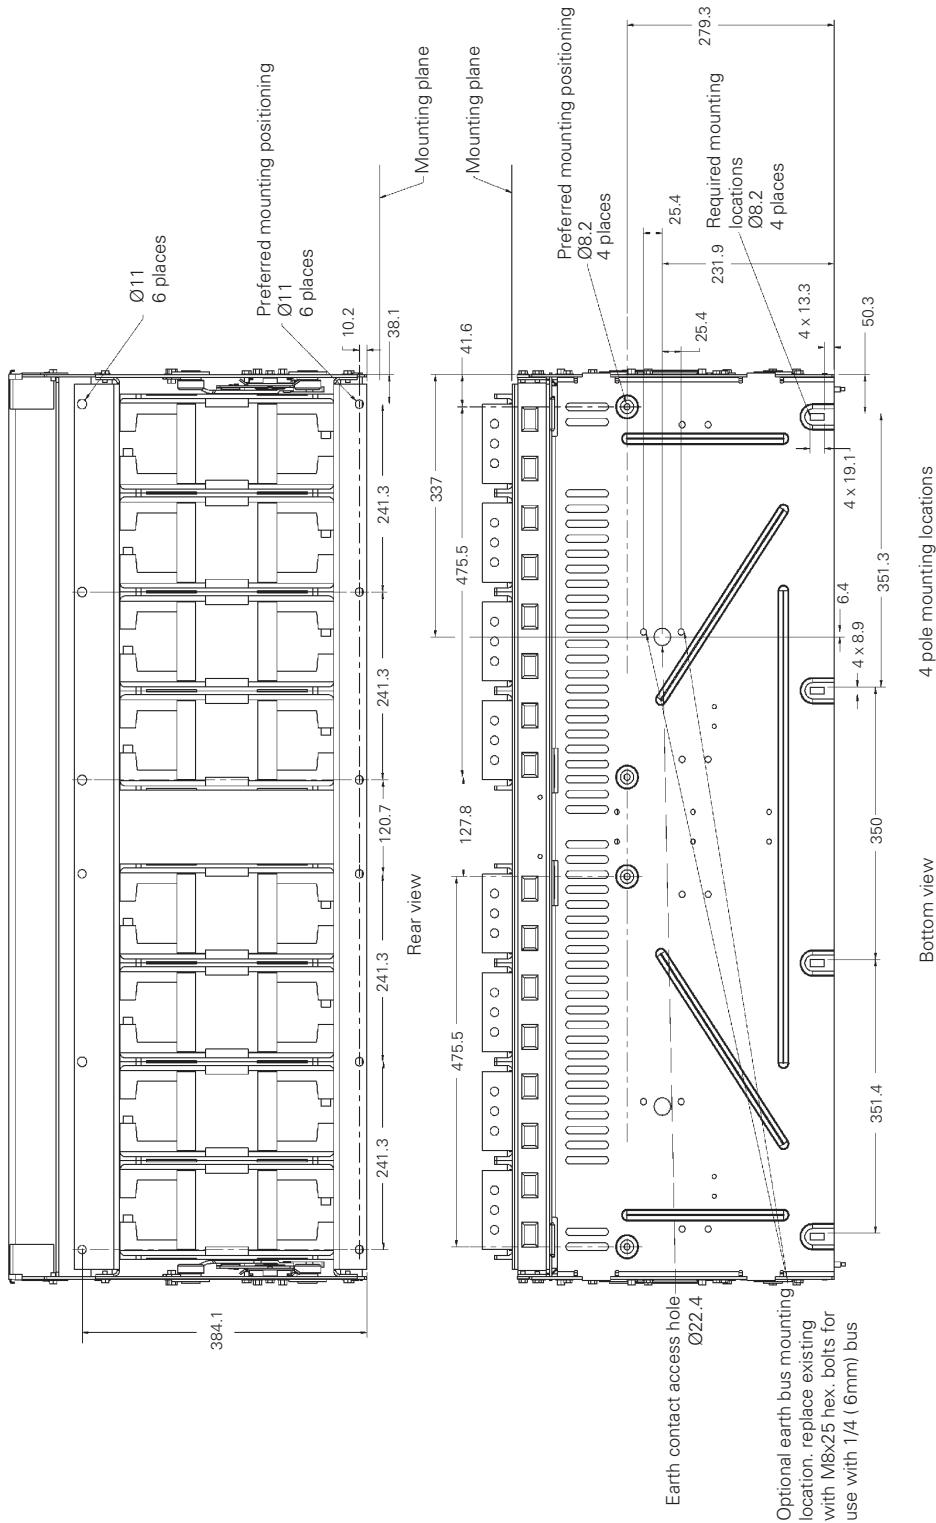 Ø11
6 places
Preferred mounting positioning
Ø11
6 places
10.2
38.1
Mounting plane
241.3
241.3
120.7
241.3
241.3
384.1
Rear view
Mounting plane
41.6
337
475.5
127.8
475.5
Preferred mounting positioning
Ø8.2
4 places
279.3
25.4
231.9
25.4
Required mounting
locations
Ø8.2
4 places
4 x 13.3
50.3
4 x 19.1
351.3
6.4
4 x 8.9
350
351.4
Earth contact access hole
Ø22.4
Optional earth bus mounting
location. replace existing
with M8x25 hex. bolts for
use with 1/4 ( 6mm) bus
Bottom view
4 pole mounting locations